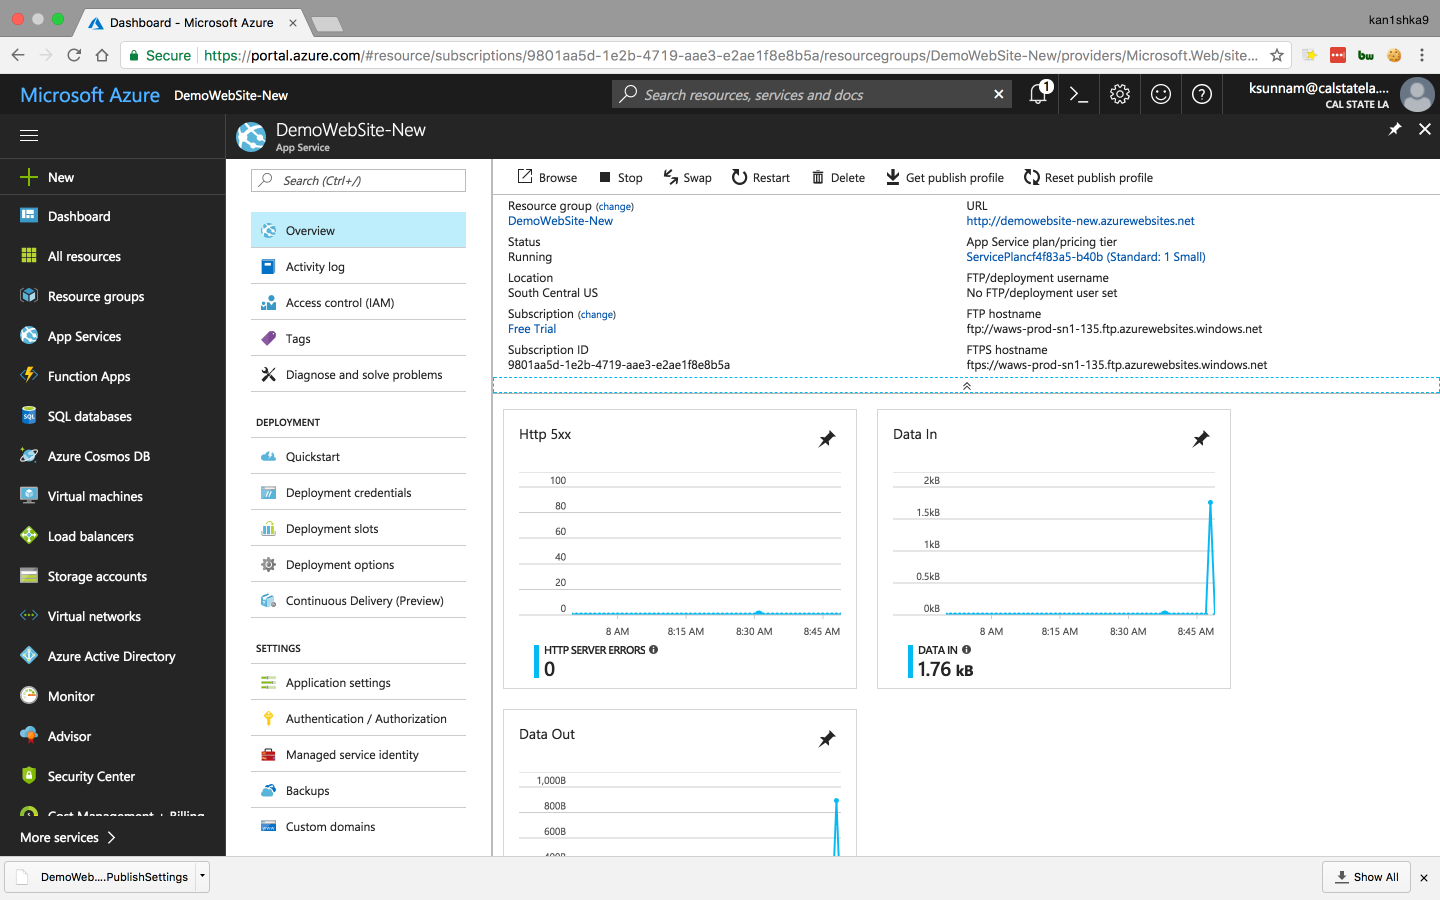 Dashboard - Microsoft Azure
kan1shka9
Secure https://portal.azure.com/#resource/subscriptions/9801aa5d-1e2b-4719-aae3-e2ae1f8e8b5a/resourcegroups/DemoWebSite-New/providers/Microsoft.Web/site...
bw
Microsoft Azure DemoWebSite-New
Search resources, services and docs
1
ksunnam@calstatela....
CAL STATE LA
DemoWebSite-New
App Service
New
Dashboard
All resources
Resource groups
App Services
Function Apps
SQL databases
Azure Cosmos DB
Virtual machines
Load balancers
Storage accounts
Virtual networks
Azure Active Directory
Monitor
Advisor
Security Center
Cost Management + Billing
More services
Search (Ctrl+/)
Overview
Activity log
Access control (IAM)
Tags
Diagnose and solve problems
DEPLOYMENT
Quickstart
Deployment credentials
Deployment slots
Deployment options
Continuous Delivery (Preview)
SETTINGS
Application settings
Authentication / Authorization
Managed service identity
Backups
Custom domains
Browse Stop Swap Restart Delete Get publish profile Reset publish profile
Resource group (change)
DemoWebSite-New
Status
Running
Location
South Central US
Subscription (change)
Free Trial
Subscription ID
9801aa5d-1e2b-4719-aae3-e2ae1f8e8b5a
URL
http://demowebsite-new.azurewebsites.net
App Service plan/pricing tier
ServicePlancf4f83a5-b40b (Standard: 1 Small)
FTP/deployment username
No FTP/deployment user set
FTP hostname
ftp://waws-prod-sn1-135.ftp.azurewebsites.windows.net
FTPS hostname
ftps://waws-prod-sn1-135.ftp.azurewebsites.windows.net
Http 5xx
100
80
60
40
20
0
8 AM 8:15 AM 8:30 AM 8:45 AM
HTTP SERVER ERRORS
0
Data In
2kB
1.5kB
1kB
0.5kB
0kB
8 AM 8:15 AM 8:30 AM 8:45 AM
DATA IN
1.76 kB
Data Out
1,000B
800B
600B
400B
DemoWeb....PublishSettings
Show All